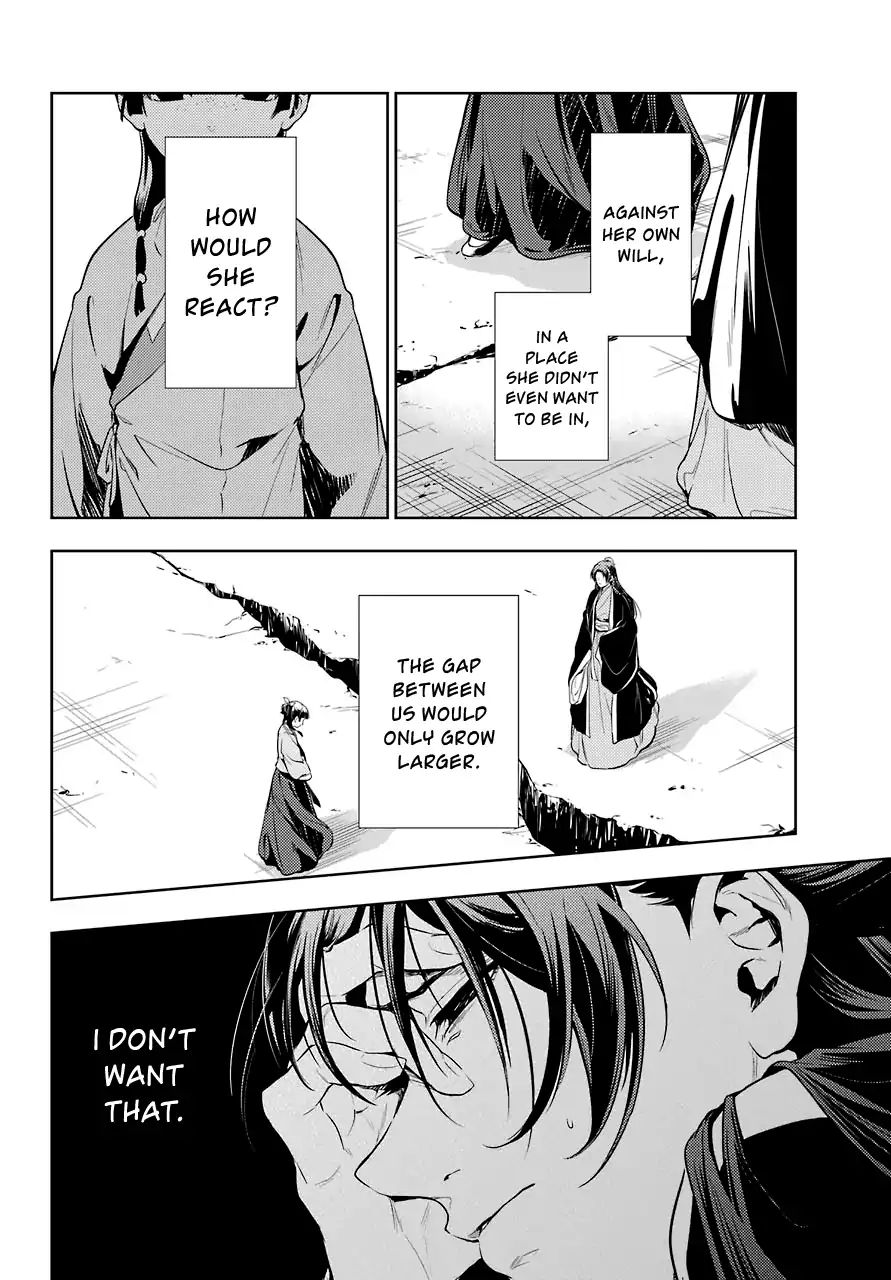 AGAINST
HER OWN
WILL,
IN A
PLACE
SHE DIDN'T
EVEN WANT
TO BE IN,
HOW
WOULD
SHE
REACT?
THE GAP
BETWEEN
US WOULD
ONLY GROW
LARGER.
I DON'T
WANT
THAT.